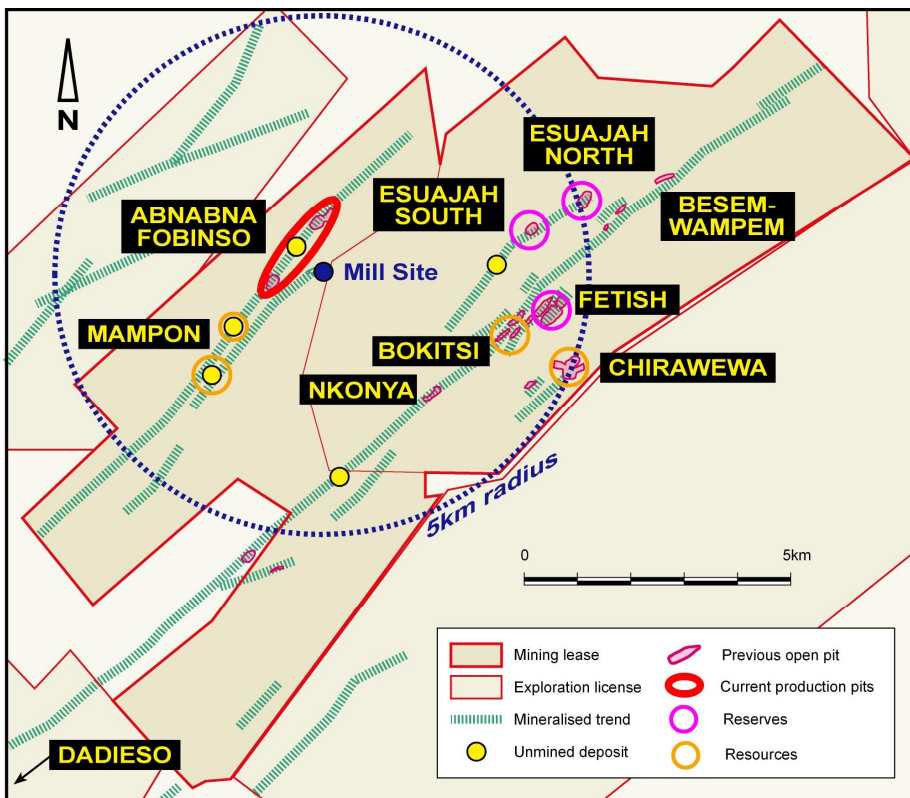 N
ESUAJAH
NORTH
ABNABNA
FOBINSO
ESUAJAH
SOUTH
BESEM-
WAMPEM
Mill Site
MAMPON
FETISH
BOKITSI
CHIRAWEWA
NKONYA
5km radius
0 5km
DADIESO
Mining lease
Exploration license
Mineralised trend
Unmined deposit
Previous open pit
Current production pits
Reserves
Resources